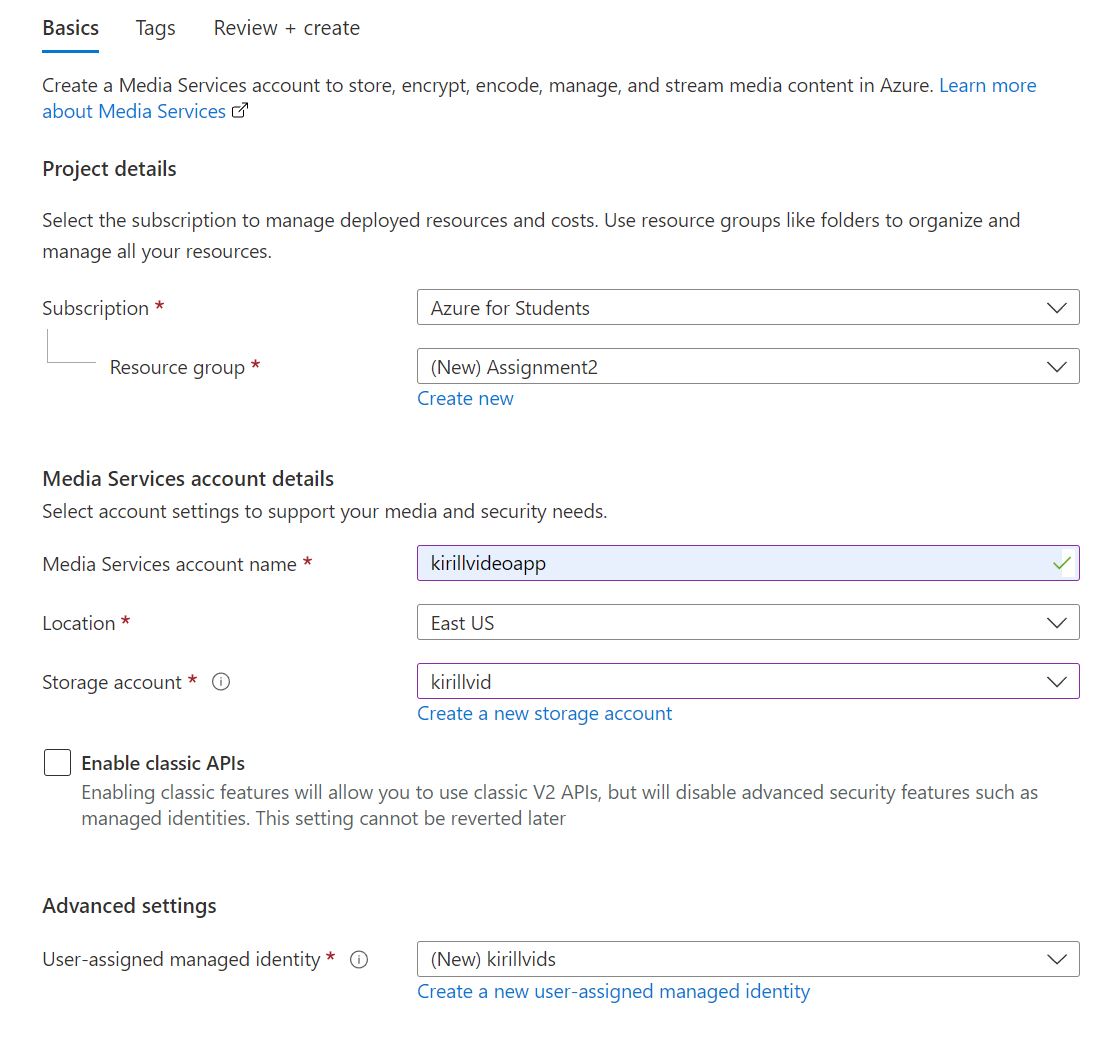 Basics Tags Review + create
Create a Media Services account to store, encrypt, encode, manage, and stream media content in Azure. Learn more
about Media Services
Project details
Select the subscription to manage deployed resources and costs. Use resource groups like folders to organize and
manage all your resources.
Subscription * Azure for Students
Resource group * (New) Assignment2
Create new
Media Services account details
Select account settings to support your media and security needs.
Media Services account name * kirillvideoapp
Location * East US
Storage account * kirillvid
Create a new storage account
Enable classic APIs
Enabling classic features will allow you to use classic V2 APIs, but will disable advanced security features such as
managed identities. This setting cannot be reverted later
Advanced settings
User-assigned managed identity * (New) kirillvids
Create a new user-assigned managed identity